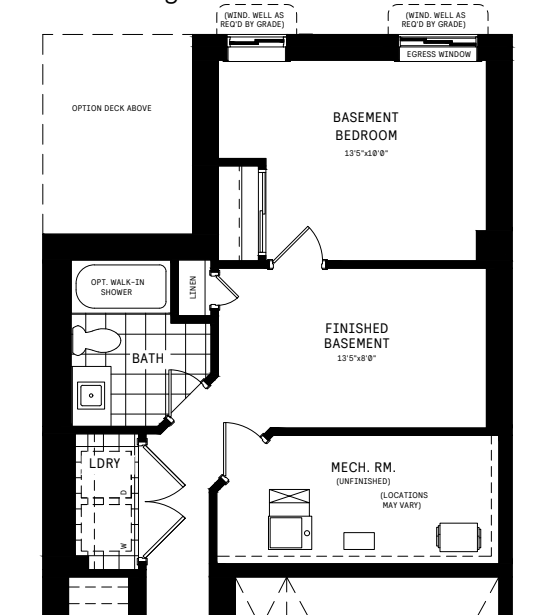 (WIND. WELL AS
REQ'D BY GRADE)
(WIND. WELL AS
REQ'D BY GRADE)
EGRESS WINDOW
OPTION DECK ABOVE
BASEMENT
BEDROOM
13'5"x10'0"
OPT. WALK-IN
SHOWER
LINEN
FINISHED
BASEMENT
13'5"x8'0"
BATH
LDRY
D
W
MECH. RM.
(UNFINISHED)
(LOCATIONS
MAY VARY)